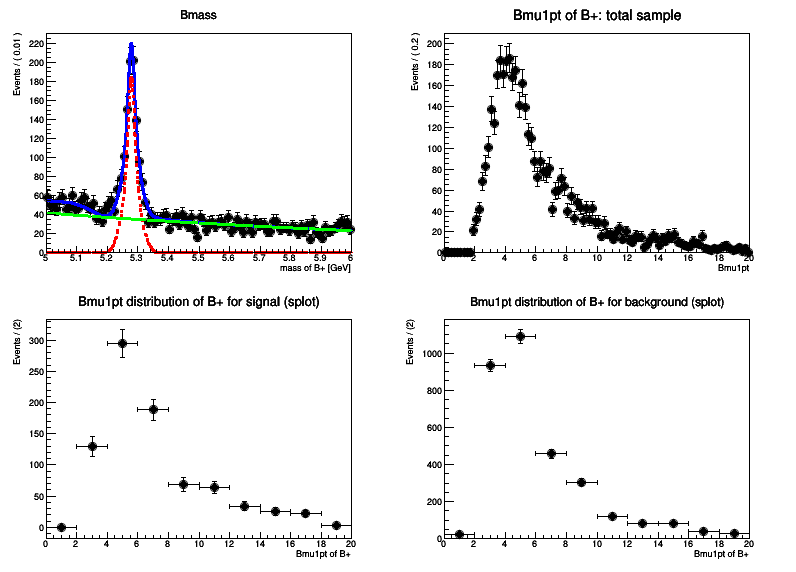 Bmass
Events / ( 0.01 )
220
200
180
160
140
120
100
80
60
40
20
0
5 5.1 5.2 5.3 5.4 5.5 5.6 5.7 5.8 5.9 6
mass of B+ [GeV]
Bmu1pt of B+: total sample
Events / ( 0.2 )
200
180
160
140
120
100
80
60
40
20
0
0 2 4 6 8 10 12 14 16 18 20
Bmu1pt
Bmu1pt distribution of B+ for signal (splot)
Events / (2)
300
250
200
150
100
50
0
0 2 4 6 8 10 12 14 16 18 20
Bmu1pt of B+
Bmu1pt distribution of B+ for background (splot)
Events / (2)
1000
800
600
400
200
0
0 2 4 6 8 10 12 14 16 18 20
Bmu1pt of B+